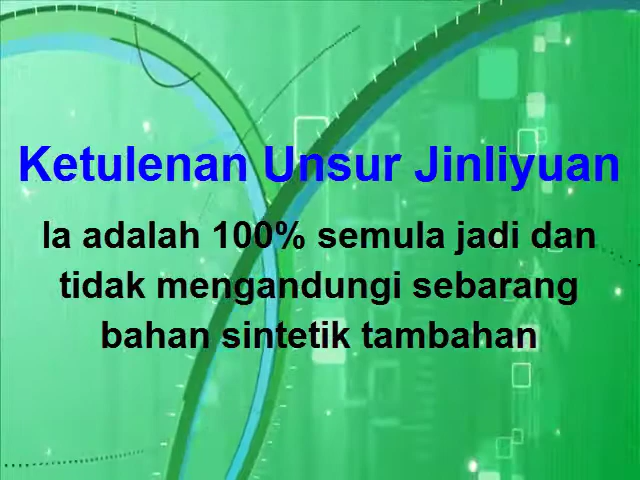 Ketulenan Unsur Jinliyuan
Ia adalah 100% semula jadi dan
tidak mengandungi sebarang
bahan sintetik tambahan